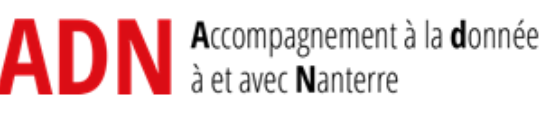 ADN
Accompagnement à la donnée
à et avec Nanterre